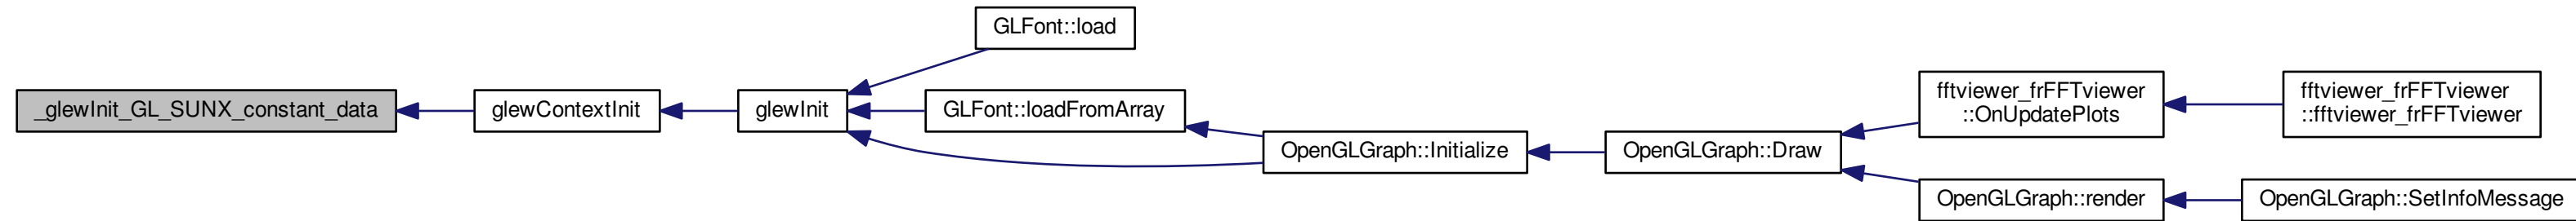 GLFont::load
_glewInit_GL_SUNX_constant_data
glewContextInit
glewInit
GLFont::loadFromArray
OpenGLGraph::Initialize
OpenGLGraph::Draw
fftviewer_frFFTviewer
::OnUpdatePlots
fftviewer_frFFTviewer
::fftviewer_frFFTviewer
OpenGLGraph::render
OpenGLGraph::SetInfoMessage